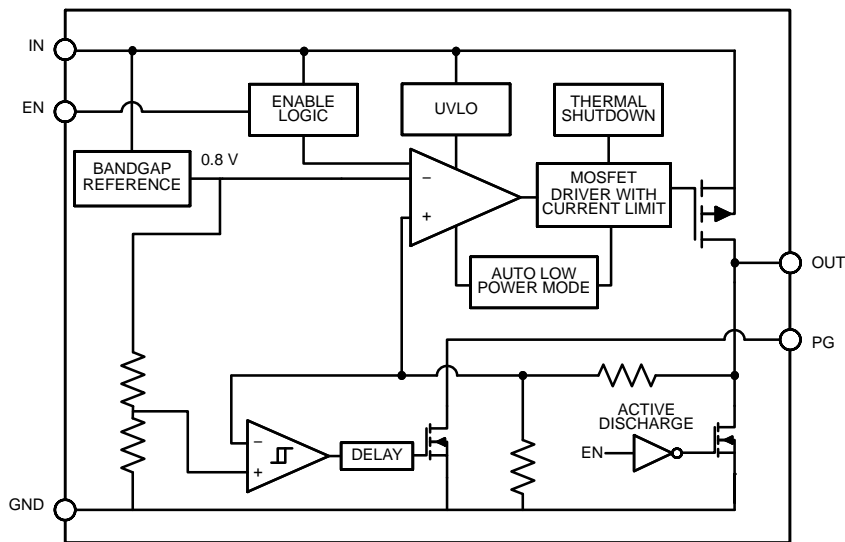 IN
EN
ENABLE
LOGIC
UVLO
THERMAL
SHUTDOWN
BANDGAP
REFERENCE
0.8 V
−
+
MOSFET
DRIVER WITH
CURRENT LIMIT
AUTO LOW
POWER MODE
OUT
PG
ACTIVE
DISCHARGE
−
+
DELAY
EN
GND